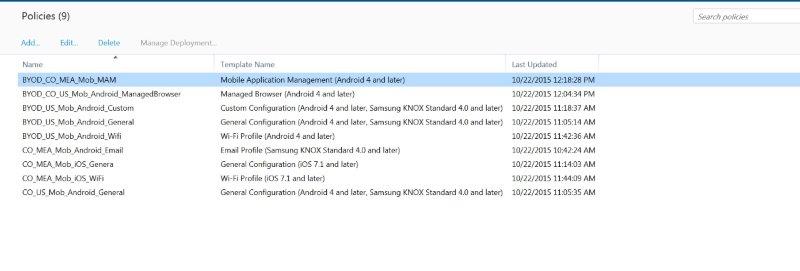 Policies (9)
Search policies
Add... Edit... Delete Manage Deployment...
Name Template Name Last Updated
BYOD_CO_MEA_Mob_MAM Mobile Application Management (Android 4 and later) 10/22/2015 12:18:28 PM
BYOD_CO_US_Mob_Android_ManagedBrowser Managed Browser (Android 4 and later) 10/22/2015 12:04:34 PM
BYOD_US_Mob_Android_Custom Custom Configuration (Android 4 and later, Samsung KNOX Standard 4.0 and later) 10/22/2015 11:18:37 AM
BYOD_US_Mob_Android_General General Configuration (Android 4 and later, Samsung KNOX Standard 4.0 and later) 10/22/2015 11:05:14 AM
BYOD_US_Mob_Android_Wifi Wi-Fi Profile (Android 4 and later) 10/22/2015 11:42:36 AM
CO_MEA_Mob_Android_Email Email Profile (Samsung KNOX Standard 4.0 and later) 10/22/2015 10:42:24 AM
CO_MEA_Mob_iOS_Genera General Configuration (iOS 7.1 and later) 10/22/2015 11:14:03 AM
CO_MEA_Mob_iOS_WiFi Wi-Fi Profile (iOS 7.1 and later) 10/22/2015 11:44:09 AM
CO_US_Mob_Android_General General Configuration (Android 4 and later, Samsung KNOX Standard 4.0 and later) 10/22/2015 11:05:35 AM